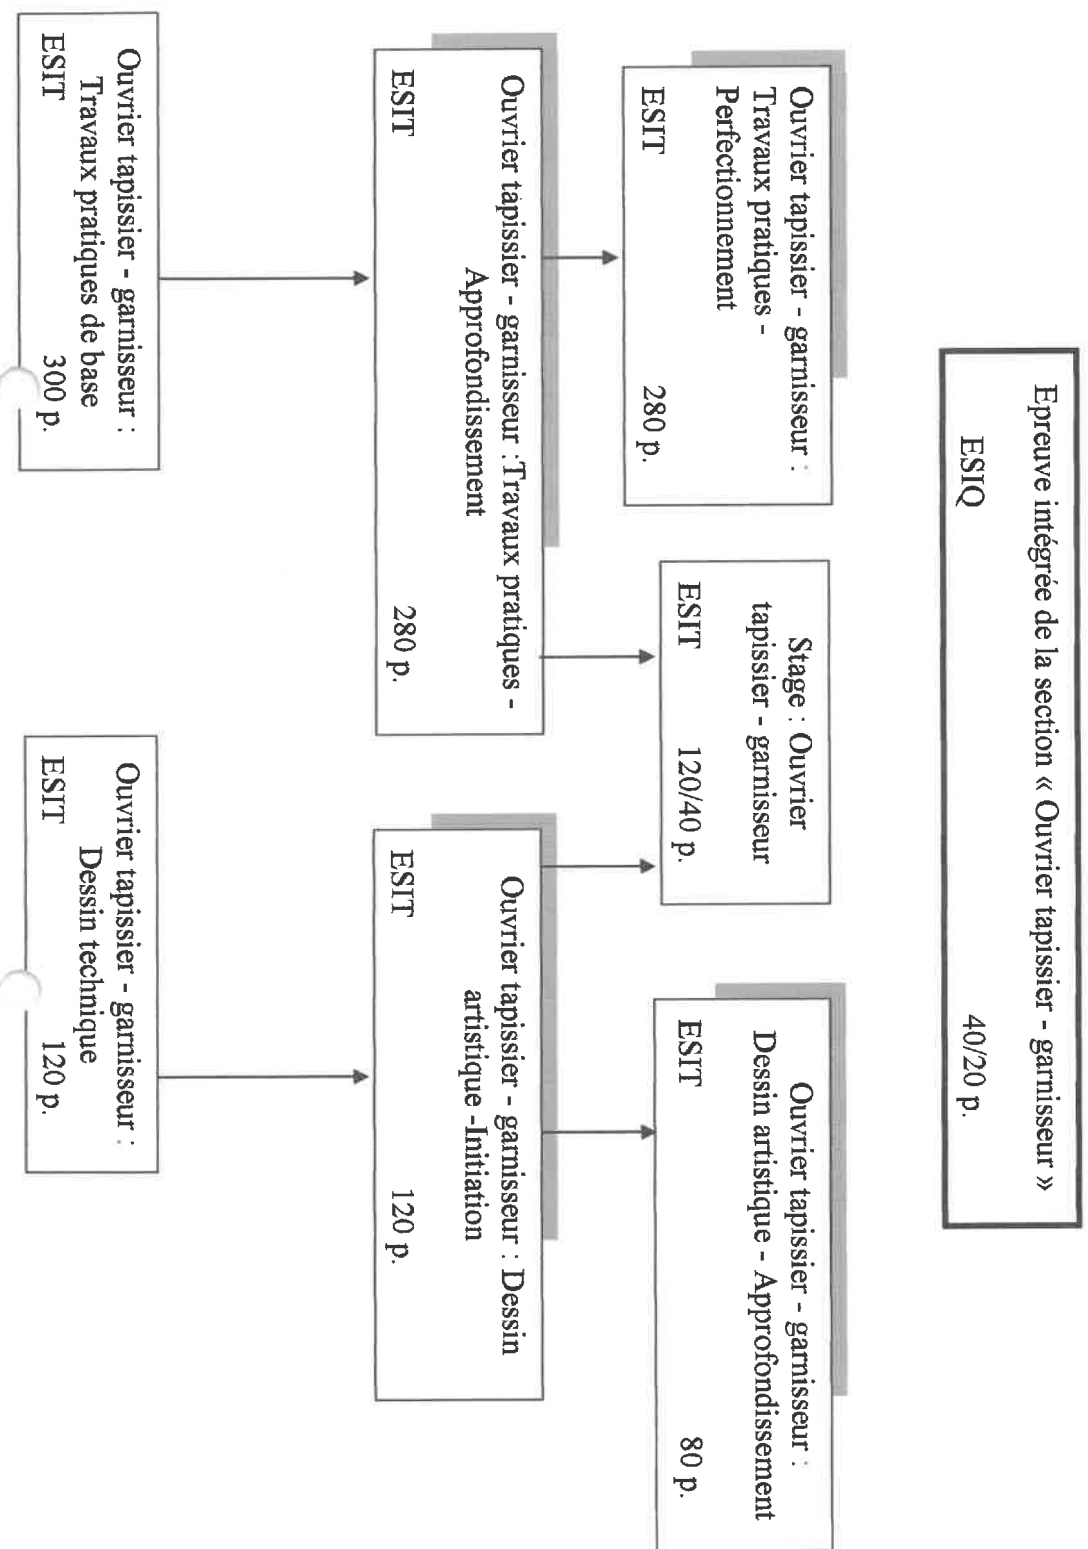 Epreuve intégrée de la section « Ouvrier tapissier - garnisseur »
ESIQ 40/20 p.
Ouvrier tapissier - garnisseur :
Travaux pratiques -
Perfectionnement
ESIT 280 p.
Stage : Ouvrier
tapissier - garnisseur
ESIT 120/40 p.
Ouvrier tapissier - garnisseur :
Dessin artistique - Approfondissement
ESIT 80 p.
Ouvrier tapissier - garnisseur :Travaux pratiques -
Approfondissement
ESIT 280 p.
Ouvrier tapissier - garnisseur : Dessin
artistique -Initiation
ESIT 120 p.
Ouvrier tapissier - garnisseur :
Travaux pratiques de base
ESIT 300 p.
Ouvrier tapissier - garnisseur :
Dessin technique
ESIT 120 p.